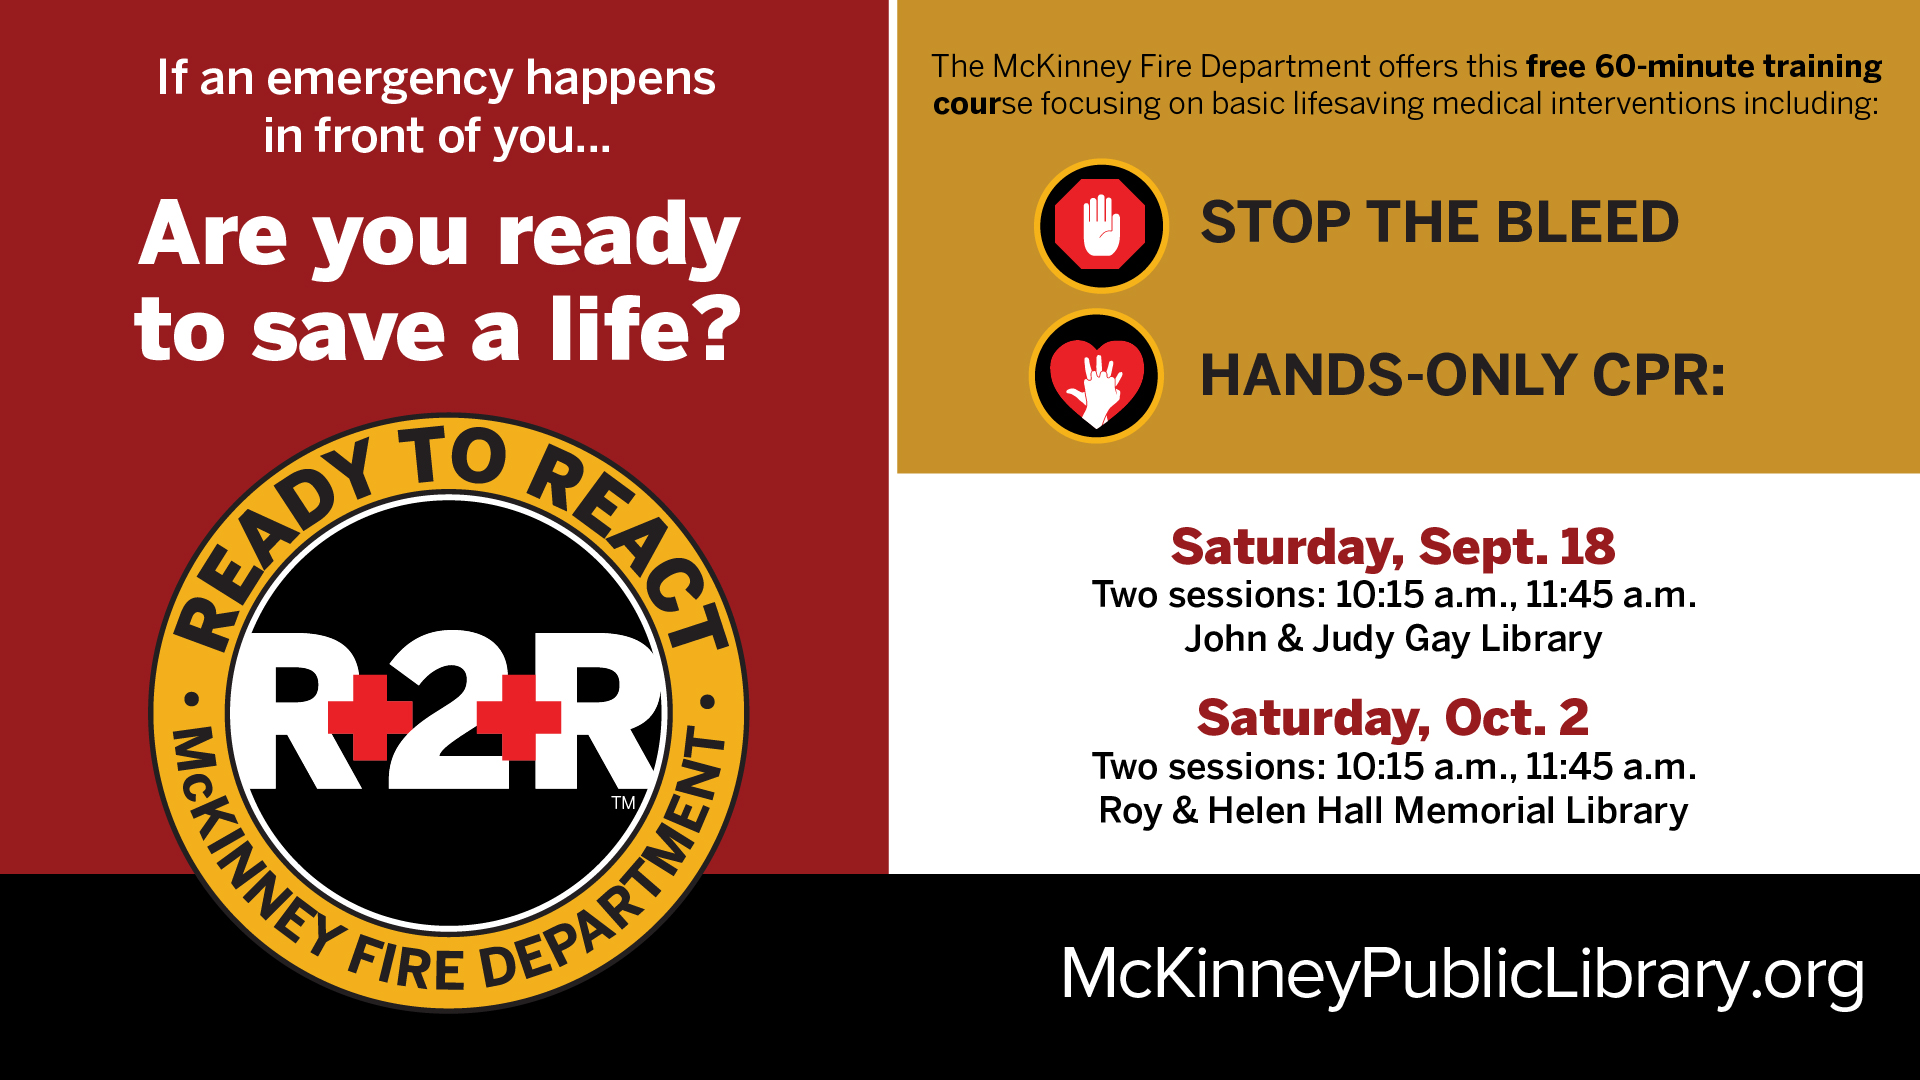 If an emergency happens
in front of you...
Are you ready
to save a life?
READY TO REACT
R+2+R
TM
• McKINNEY FIRE DEPARTMENT •
The McKinney Fire Department offers this free 60-minute training
course focusing on basic lifesaving medical interventions including:
STOP THE BLEED
HANDS-ONLY CPR:
Saturday, Sept. 18
Two sessions: 10:15 a.m., 11:45 a.m.
John & Judy Gay Library
Saturday, Oct. 2
Two sessions: 10:15 a.m., 11:45 a.m.
Roy & Helen Hall Memorial Library
McKinneyPublicLibrary.org